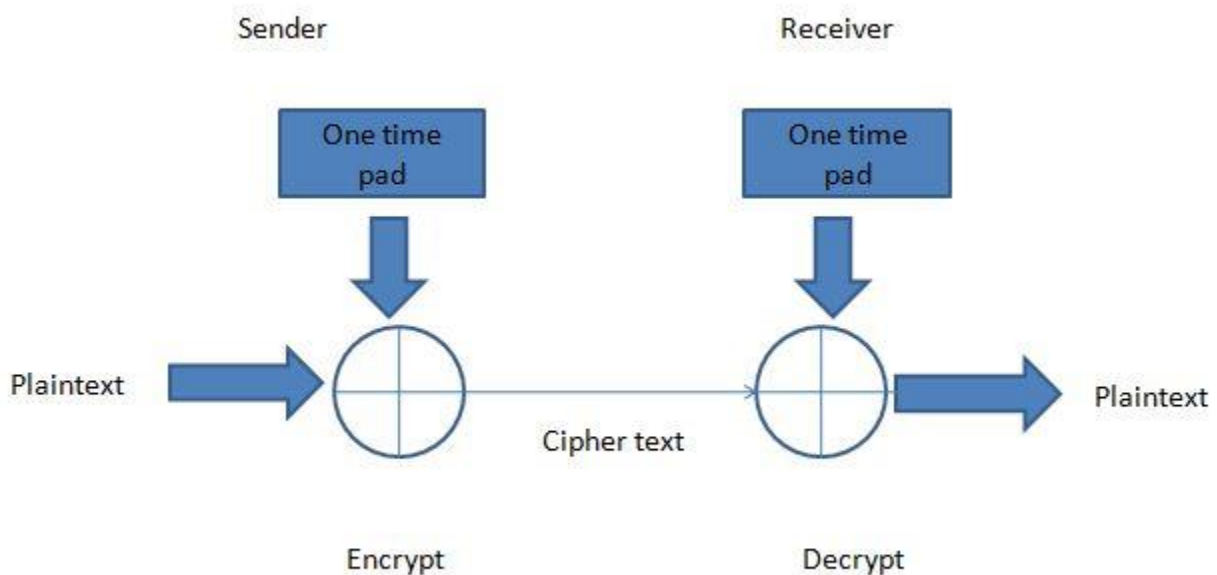 Sender
Receiver
One time
pad
One time
pad
Plaintext
Plaintext
Cipher text
Encrypt
Decrypt